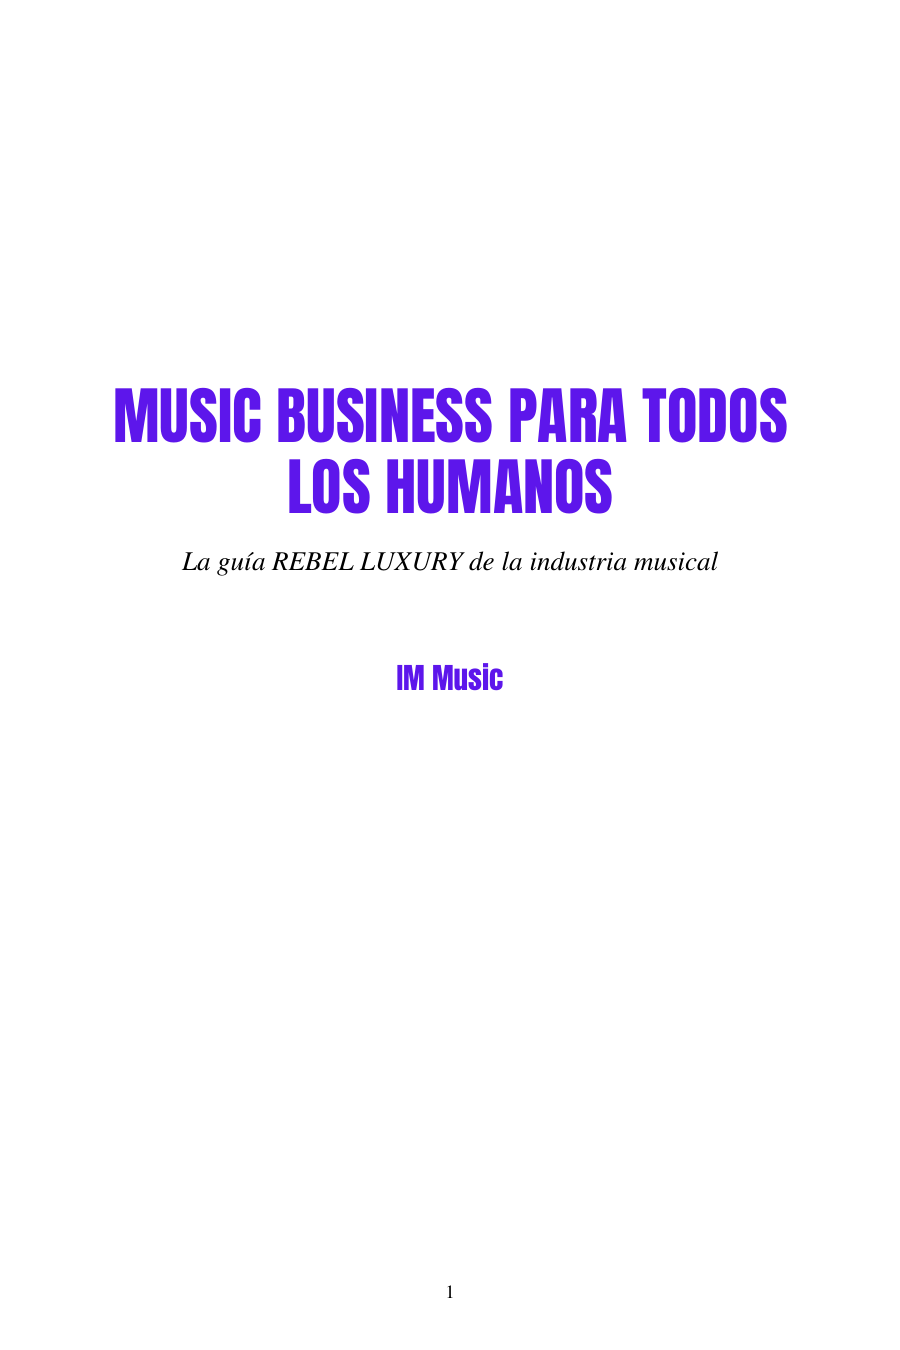 MUSIC BUSINESS PARA TODOS
LOS HUMANOS
La guía REBEL LUXURY de la industria musical
IM Music
1